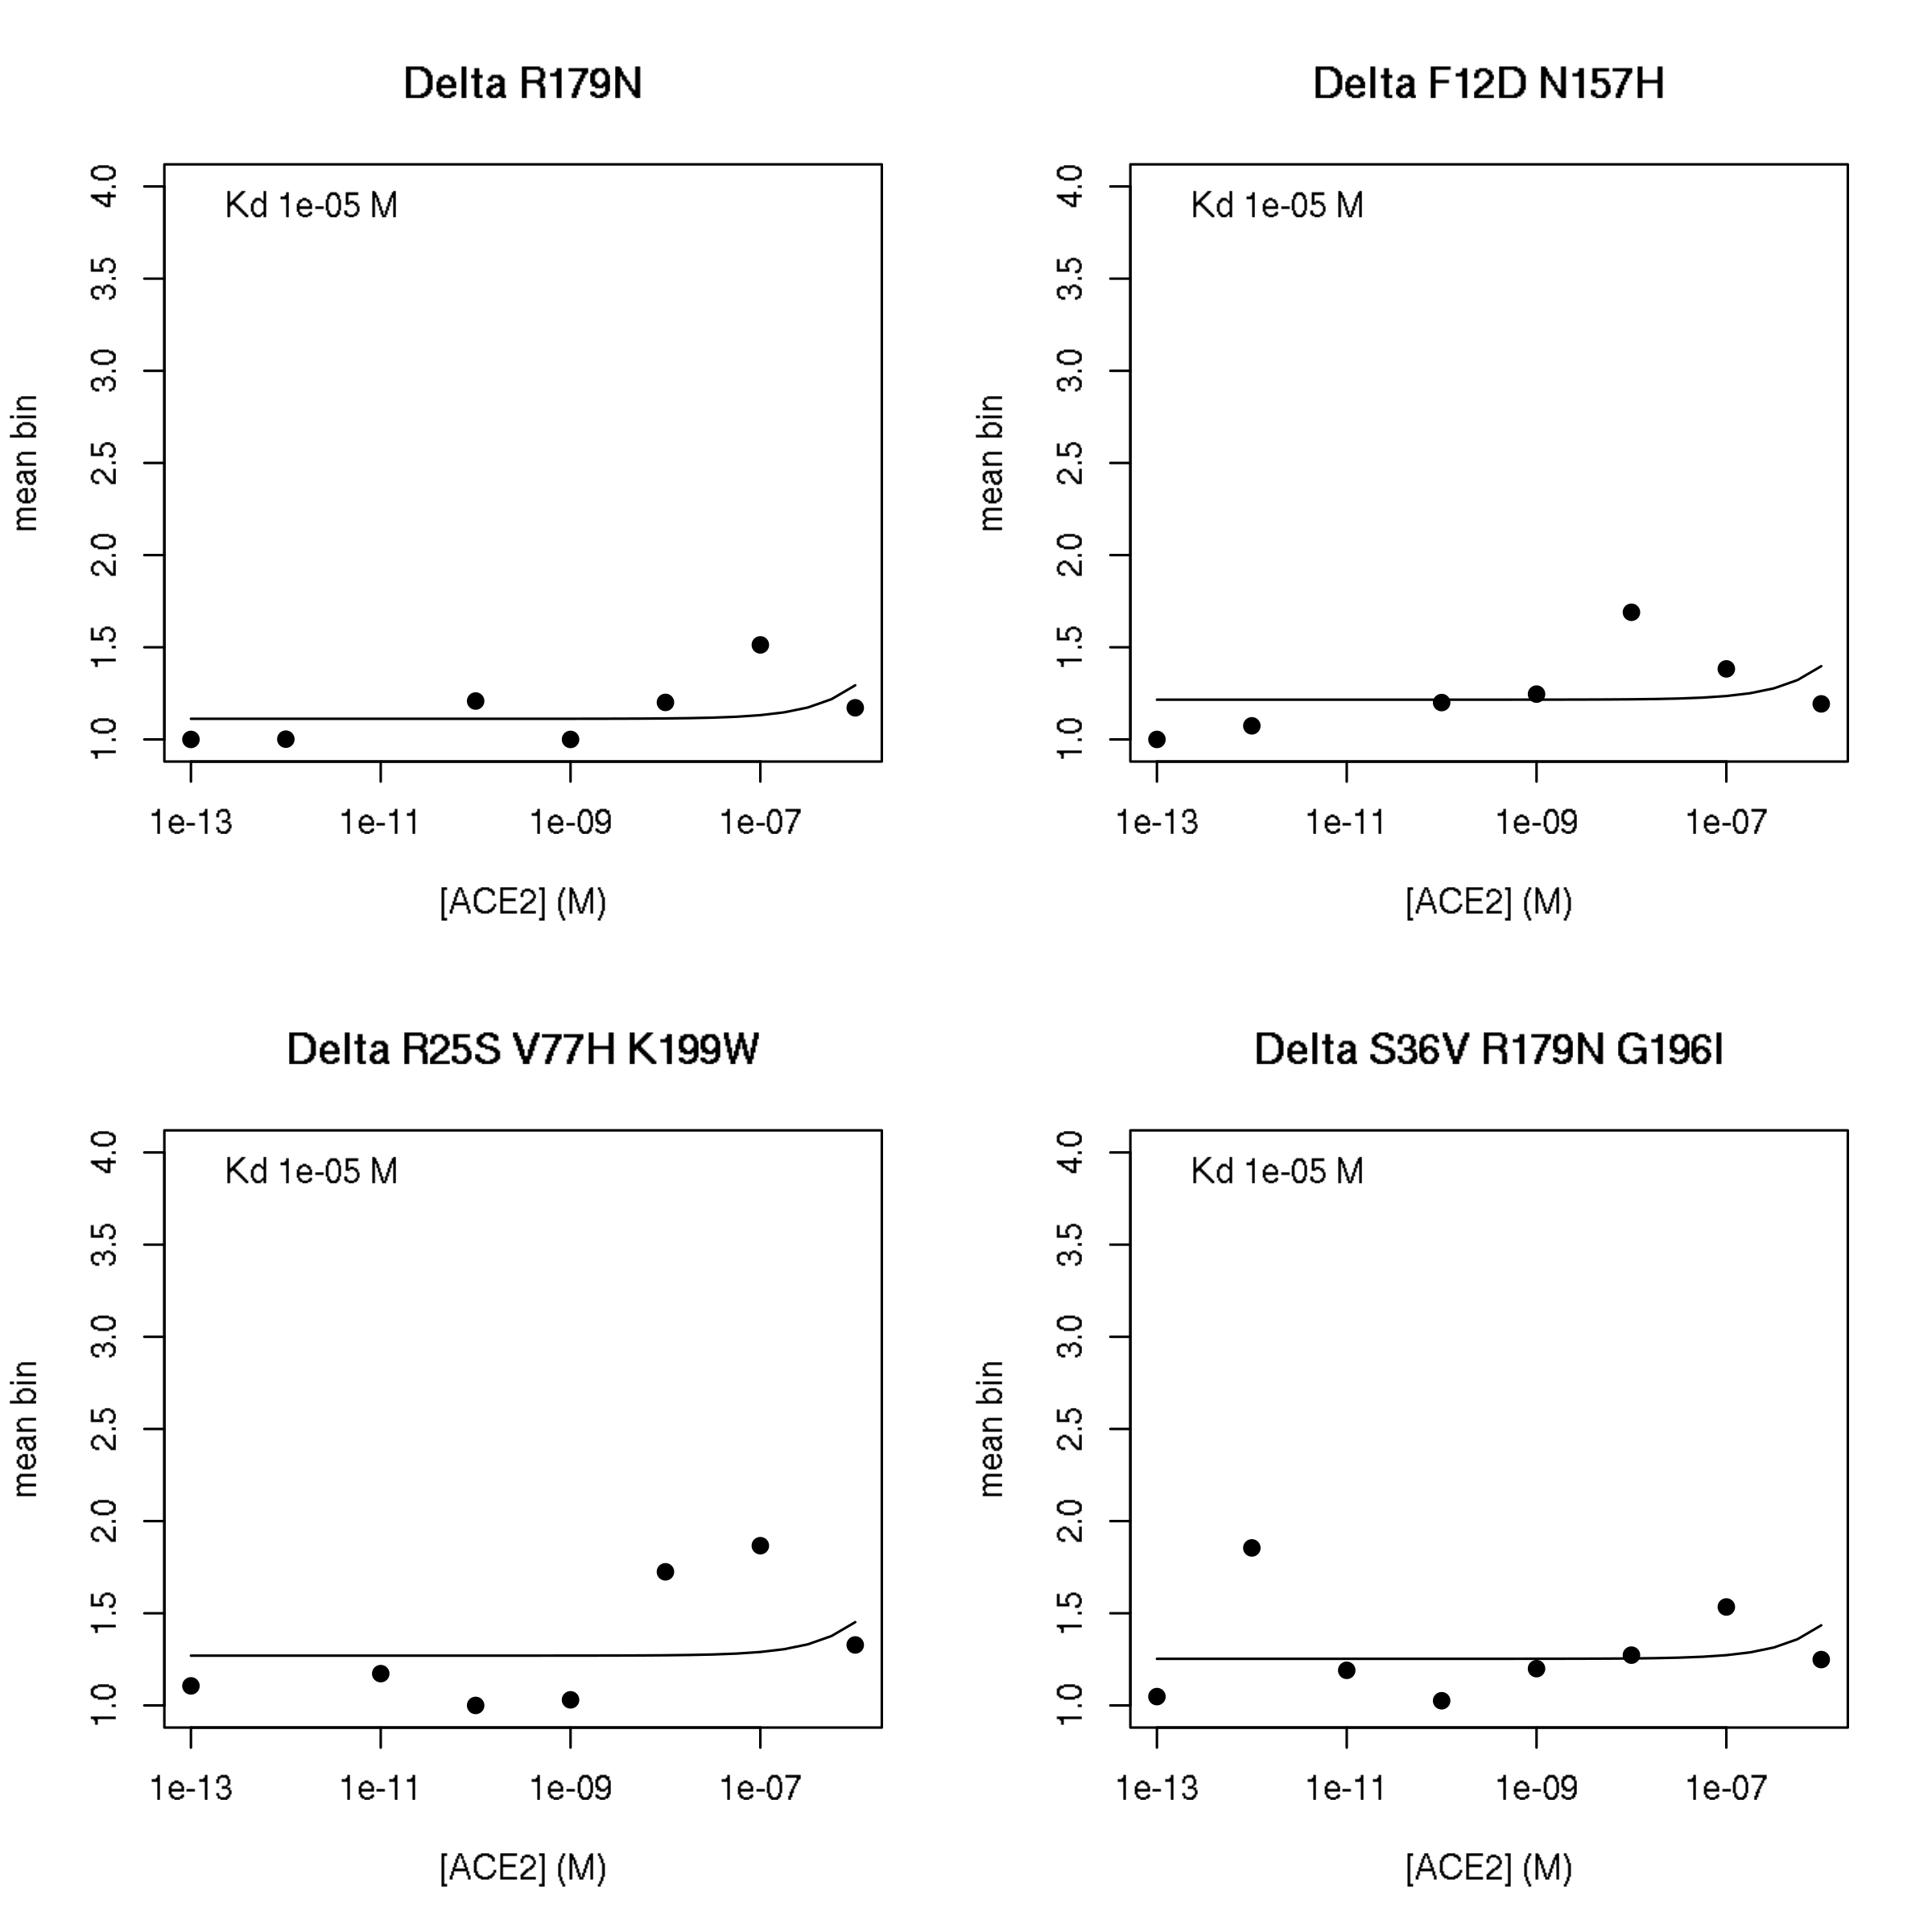 Delta R179N
Kd 1e-05 M
4.0
3.5
3.0
2.5
2.0
1.5
1.0
mean bin
1e-13 1e-11 1e-09 1e-07
[ACE2] (M)
Delta F12D N157H
Kd 1e-05 M
4.0
3.5
3.0
2.5
2.0
1.5
1.0
mean bin
1e-13 1e-11 1e-09 1e-07
[ACE2] (M)
Delta R25S V77H K199W
Kd 1e-05 M
4.0
3.5
3.0
2.5
2.0
1.5
1.0
mean bin
1e-13 1e-11 1e-09 1e-07
[ACE2] (M)
Delta S36V R179N G196I
Kd 1e-05 M
4.0
3.5
3.0
2.5
2.0
1.5
1.0
mean bin
1e-13 1e-11 1e-09 1e-07
[ACE2] (M)